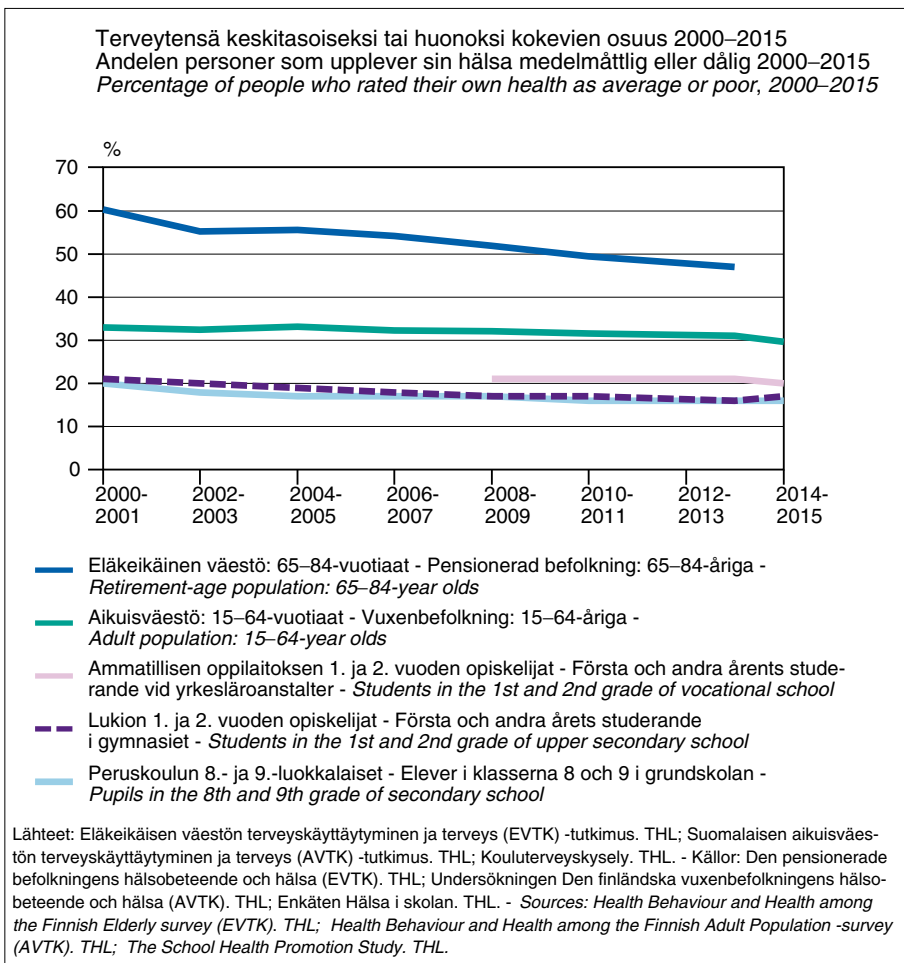 Terveytensä keskitasoiseksi tai huonoksi kokevien osuus 2000–2015
Andelen personer som upplever sin hälsa medelmåttlig eller dålig 2000–2015
Percentage of people who rated their own health as average or poor, 2000–2015
%
70
60
50
40
30
20
10
0
2000-
2001
2002-
2003
2004-
2005
2006-
2007
2008-
2009
2010-
2011
2012-
2013
2014-
2015
Eläkeikäinen väestö: 65–84-vuotiaat - Pensionerad befolkning: 65–84-åriga -
Retirement-age population: 65–84-year olds
Aikuisväestö: 15–64-vuotiaat - Vuxenbefolkning: 15–64-åriga -
Adult population: 15–64-year olds
Ammatillisen oppilaitoksen 1. ja 2. vuoden opiskelijat - Första och andra årents stude-
rande vid yrkesläroanstalter - Students in the 1st and 2nd grade of vocational school
Lukion 1. ja 2. vuoden opiskelijat - Första och andra årets studerande
i gymnasiet - Students in the 1st and 2nd grade of upper secondary school
Peruskoulun 8.- ja 9.-luokkalaiset - Elever i klasserna 8 och 9 i grundskolan -
Pupils in the 8th and 9th grade of secondary school
Lähteet: Eläkeikäisen väestön terveyskäyttäytyminen ja terveys (EVTK) -tutkimus. THL; Suomalaisen aikuisväes-
tön terveyskäyttäytyminen ja terveys (AVTK) -tutkimus. THL; Kouluterveyskysely. THL. - Källor: Den pensionerade
befolkningens hälsobeteende och hälsa (EVTK). THL; Undersökningen Den finländska vuxenbefolkningens hälso-
beteende och hälsa (AVTK). THL; Enkäten Hälsa i skolan. THL. - Sources: Health Behaviour and Health among
the Finnish Elderly survey (EVTK). THL; Health Behaviour and Health among the Finnish Adult Population -survey
(AVTK). THL; The School Health Promotion Study. THL.